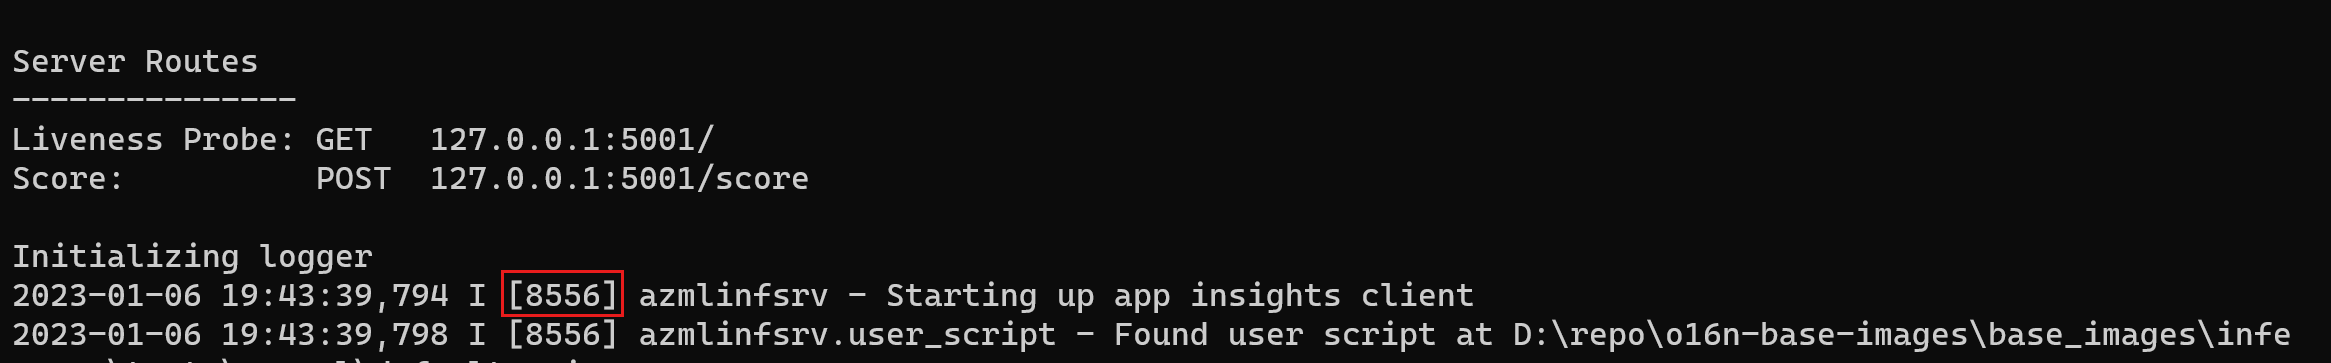 Server Routes
---------------
Liveness Probe: GET   127.0.0.1:5001/
Score:          POST  127.0.0.1:5001/score
Initializing logger
2023-01-06 19:43:39,794 I [8556] azmlinfsrv - Starting up app insights client
2023-01-06 19:43:39,798 I [8556] azmlinfsrv.user_script - Found user script at D:\repo\o16n-base-images\base_images\infe